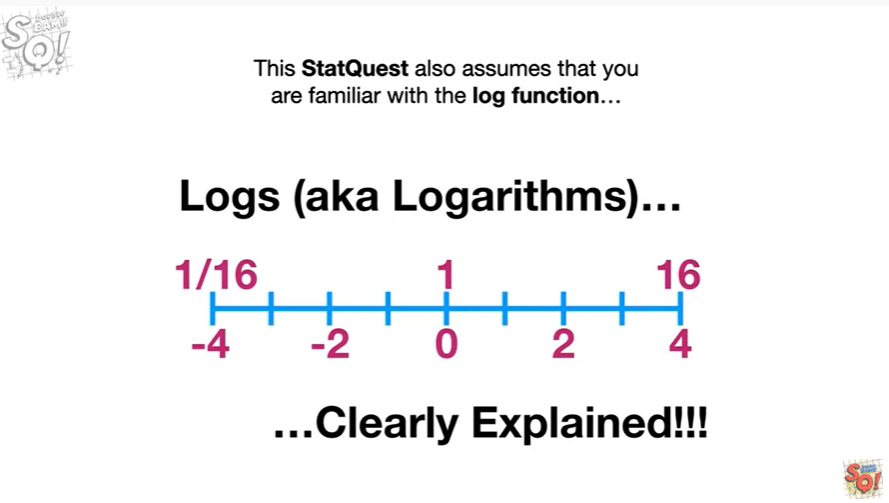 This StatQuest also assumes that you
are familiar with the log function...
Logs (aka Logarithms)...
1/16 1 16
-4 -2 0 2 4
...Clearly Explained!!!